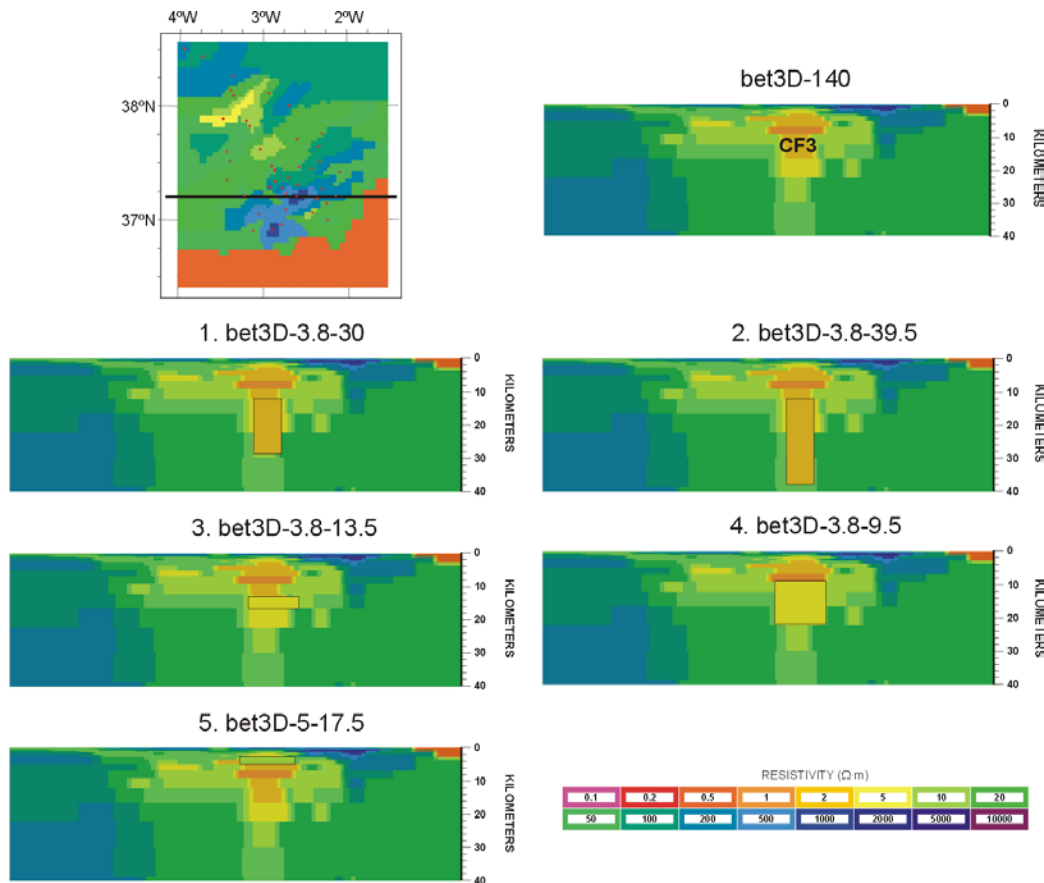 4ºW 3ºW 2ºW
38ºN
37ºN
bet3D-140
CF3
0
10
20
30
40
KILOMETERS
1. bet3D-3.8-30
0
10
20
30
40
KILOMETERS
2. bet3D-3.8-39.5
0
10
20
30
40
KILOMETERS
3. bet3D-3.8-13.5
0
10
20
30
40
KILOMETERS
4. bet3D-3.8-9.5
0
10
20
30
40
KILOMETERS
5. bet3D-5-17.5
0
10
20
30
40
KILOMETERS
RESISTIVITY (Ω m)
0.1 0.2 0.5 1 2 5 10 20
50 100 200 500 1000 2000 5000 10000